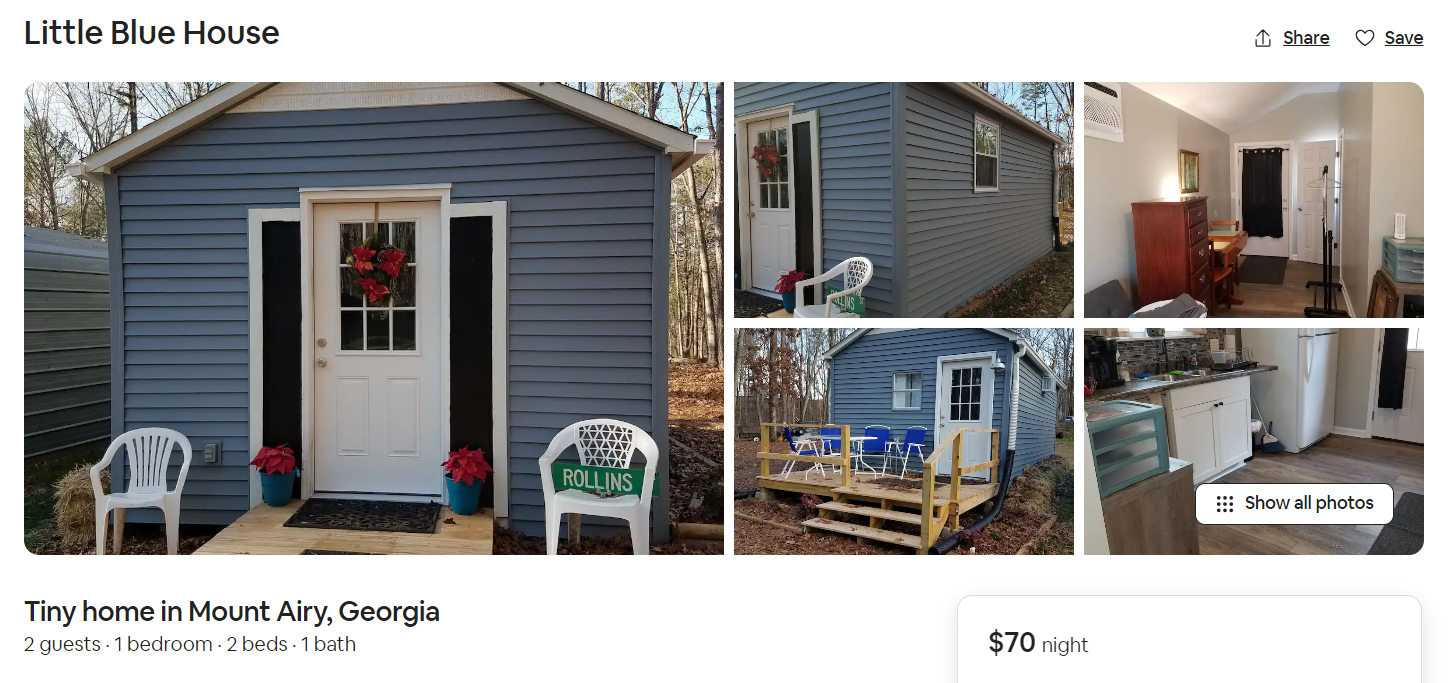 Little Blue House
Share
Save
ROLLINS
ROLLINS
Show all photos
Tiny home in Mount Airy, Georgia
2 guests · 1 bedroom · 2 beds · 1 bath
$70 night